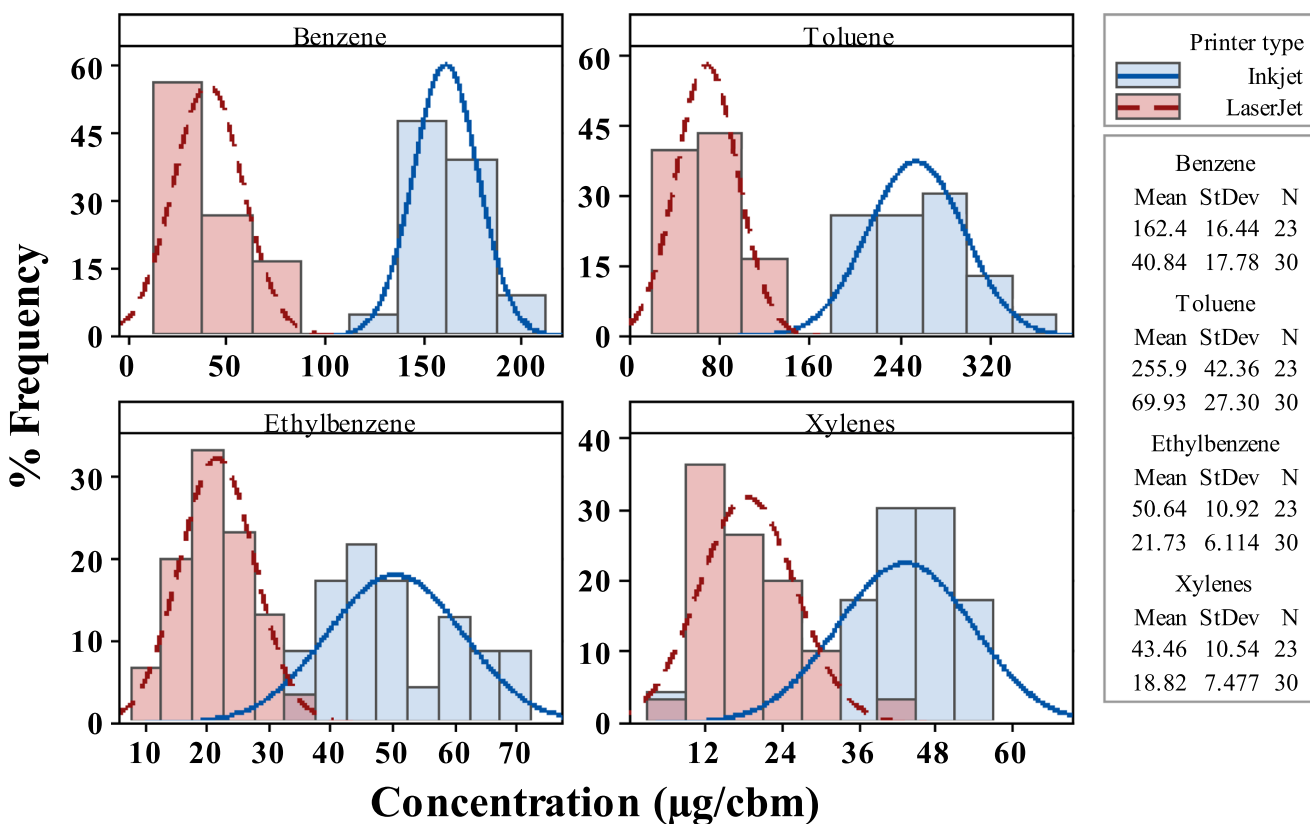 Benzene
60
45
30
15
0
0 50 100 150 200
Toluene
60
45
30
15
0
0 80 160 240 320
Ethylbenzene
30
20
10
0
10 20 30 40 50 60 70
Xylenes
40
30
20
10
0
12 24 36 48 60
% Frequency
Concentration (µg/cbm)
Printer type
Inkjet
LaserJet
Benzene
Mean StDev N
162.4 16.44 23
40.84 17.78 30
Toluene
Mean StDev N
255.9 42.36 23
69.93 27.30 30
Ethylbenzene
Mean StDev N
50.64 10.92 23
21.73 6.114 30
Xylenes
Mean StDev N
43.46 10.54 23
18.82 7.477 30